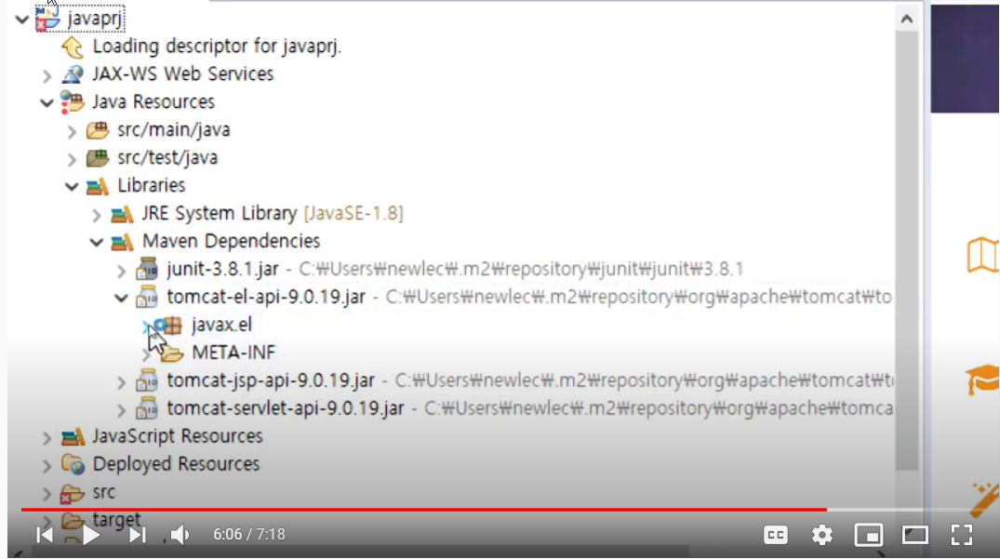 javaprj
Loading descriptor for javaprj.
JAX-WS Web Services
Java Resources
src/main/java
src/test/java
Libraries
JRE System Library [JavaSE-1.8]
Maven Dependencies
junit-3.8.1.jar - C:₩Users₩newlec₩.m2₩repository₩junit₩junit₩3.8.1
tomcat-el-api-9.0.19.jar - C:₩Users₩newlec₩.m2₩repository₩org₩apache₩tomcat₩to
javax.el
META-INF
tomcat-jsp-api-9.0.19.jar - C:₩Users₩newlec₩.m2₩repository₩org₩apache₩tomcat₩t
tomcat-servlet-api-9.0.19.jar - C:₩Users₩newlec₩.m2₩repository₩org₩apache₩tomca
JavaScript Resources
Deployed Resources
src
target
6:06 / 7:18
CC